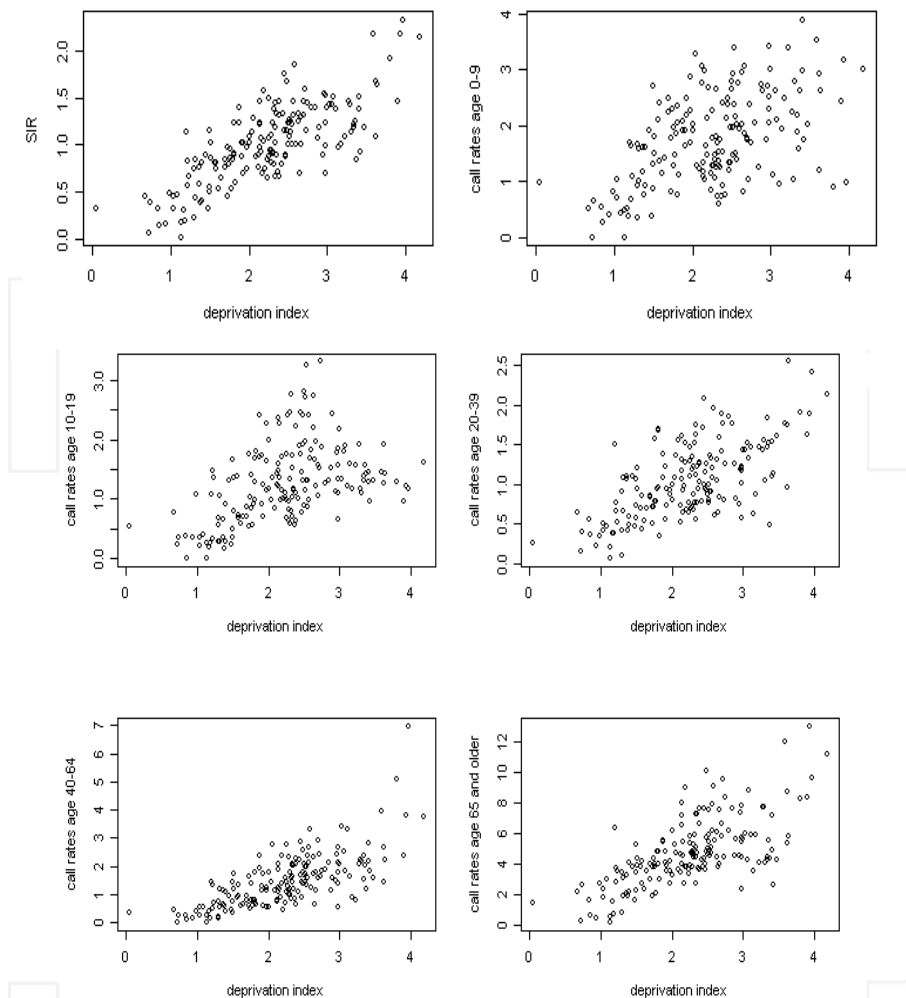 SIR
2.0
1.5
1.0
0.5
0.0
0 1 2 3 4
deprivation index
call rates age 0-9
4
3
2
1
0
0 1 2 3 4
deprivation index
call rates age 10-19
3.0
2.0
1.0
0.0
0 1 2 3 4
deprivation index
call rates age 20-39
2.5
2.0
1.5
1.0
0.5
0.0
0 1 2 3 4
deprivation index
call rates age 40-64
7
6
5
4
3
2
1
0
0 1 2 3 4
deprivation index
call rates age 65 and older
12
10
8
6
4
2
0
0 1 2 3 4
deprivation index